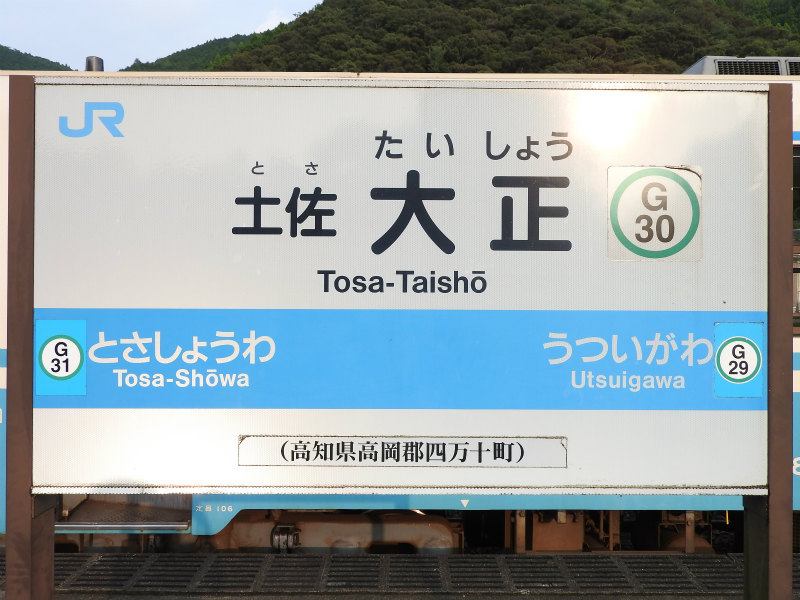 JR
とさ たいしょう
土佐 大正
G
30
Tosa-Taishō
G
31
とさしょうわ
Tosa-Shōwa
うついがわ
Utsuigawa
G
29
(高知県高岡郡四万十町)